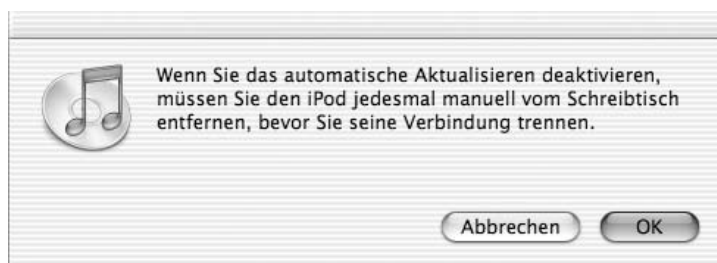 Wenn Sie das automatische Aktualisieren deaktivieren,
müssen Sie den iPod jedesmal manuell vom Schreibtisch
entfernen, bevor Sie seine Verbindung trennen.
Abbrechen OK